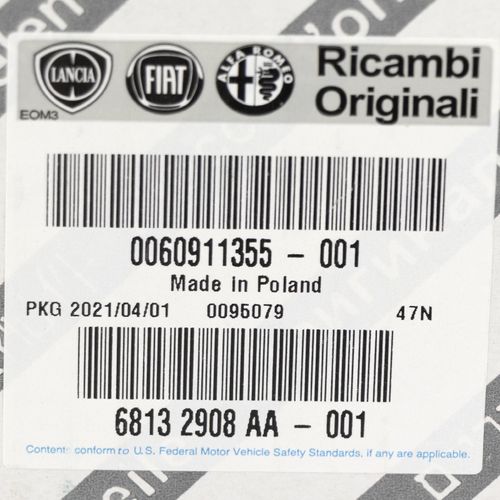 LANCIA FIAT ALFA ROMEO Ricambi
Originali
EOM3
0060911355 - 001
Made in Poland
PKG 2021/04/01 0095079 47N
6813 2908 AA - 001
Contents conform to U.S. Federal Motor Vehicle Safety Standards, if any are applicable.